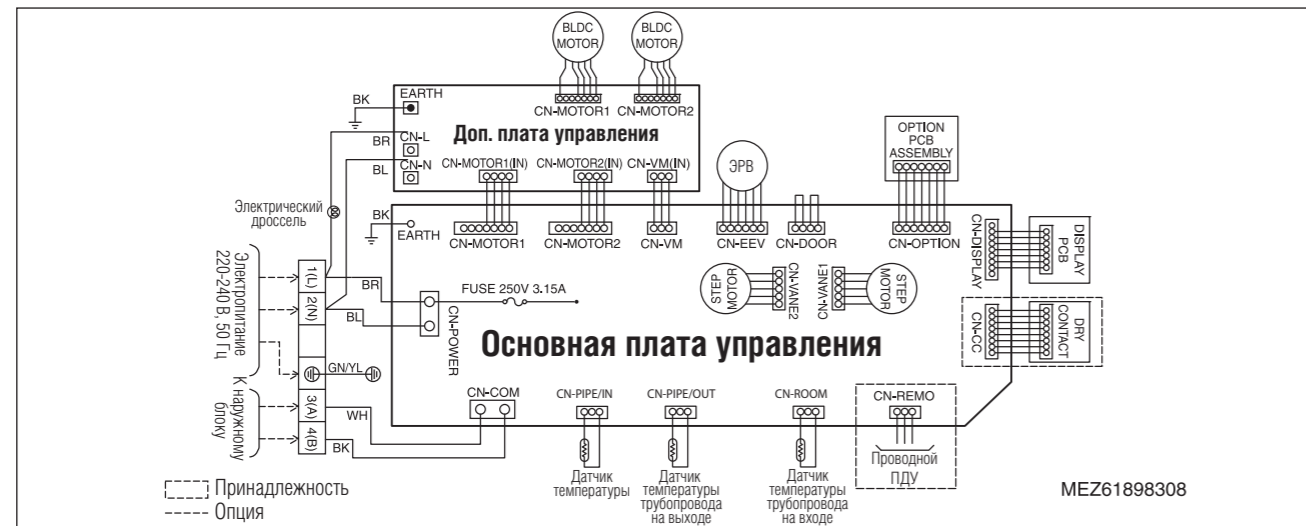 BLDC
MOTOR
BLDC
MOTOR
EARTH
BK
CN-MOTOR1
CN-MOTOR2
Доп. плата управления
BR
CN-L
BL
CN-N
CN-MOTOR1(IN)
CN-MOTOR2(IN)
CN-VM(IN)
ЭРВ
OPTION
PCB
ASSEMBLY
Электрический
дроссель
BK
EARTH
CN-MOTOR1
CN-MOTOR2
CN-VM
CN-EEV
CN-DOOR
CN-OPTION
CN-DISPLAY
DISPLAY
PCB
Электропитание
220-240 В, 50 Гц
1(L)
2(N)
BR
BL
FUSE 250V 3.15A
CN-POWER
STEP
MOTOR
CN-VANE2
CN-VANE1
STEP
MOTOR
Основная плата управления
CN-CC
DRY
CONTACT
GN/YL
К наружному
блоку
3(A)
4(B)
WH
BK
CN-COM
CN-PIPE/IN
CN-PIPE/OUT
CN-ROOM
CN-REMO
Датчик
температуры
Датчик
температуры
трубопровода
на выходе
Датчик
температуры
трубопровода
на входе
Проводной
ПДУ
Принадлежность
Опция
MEZ61898308